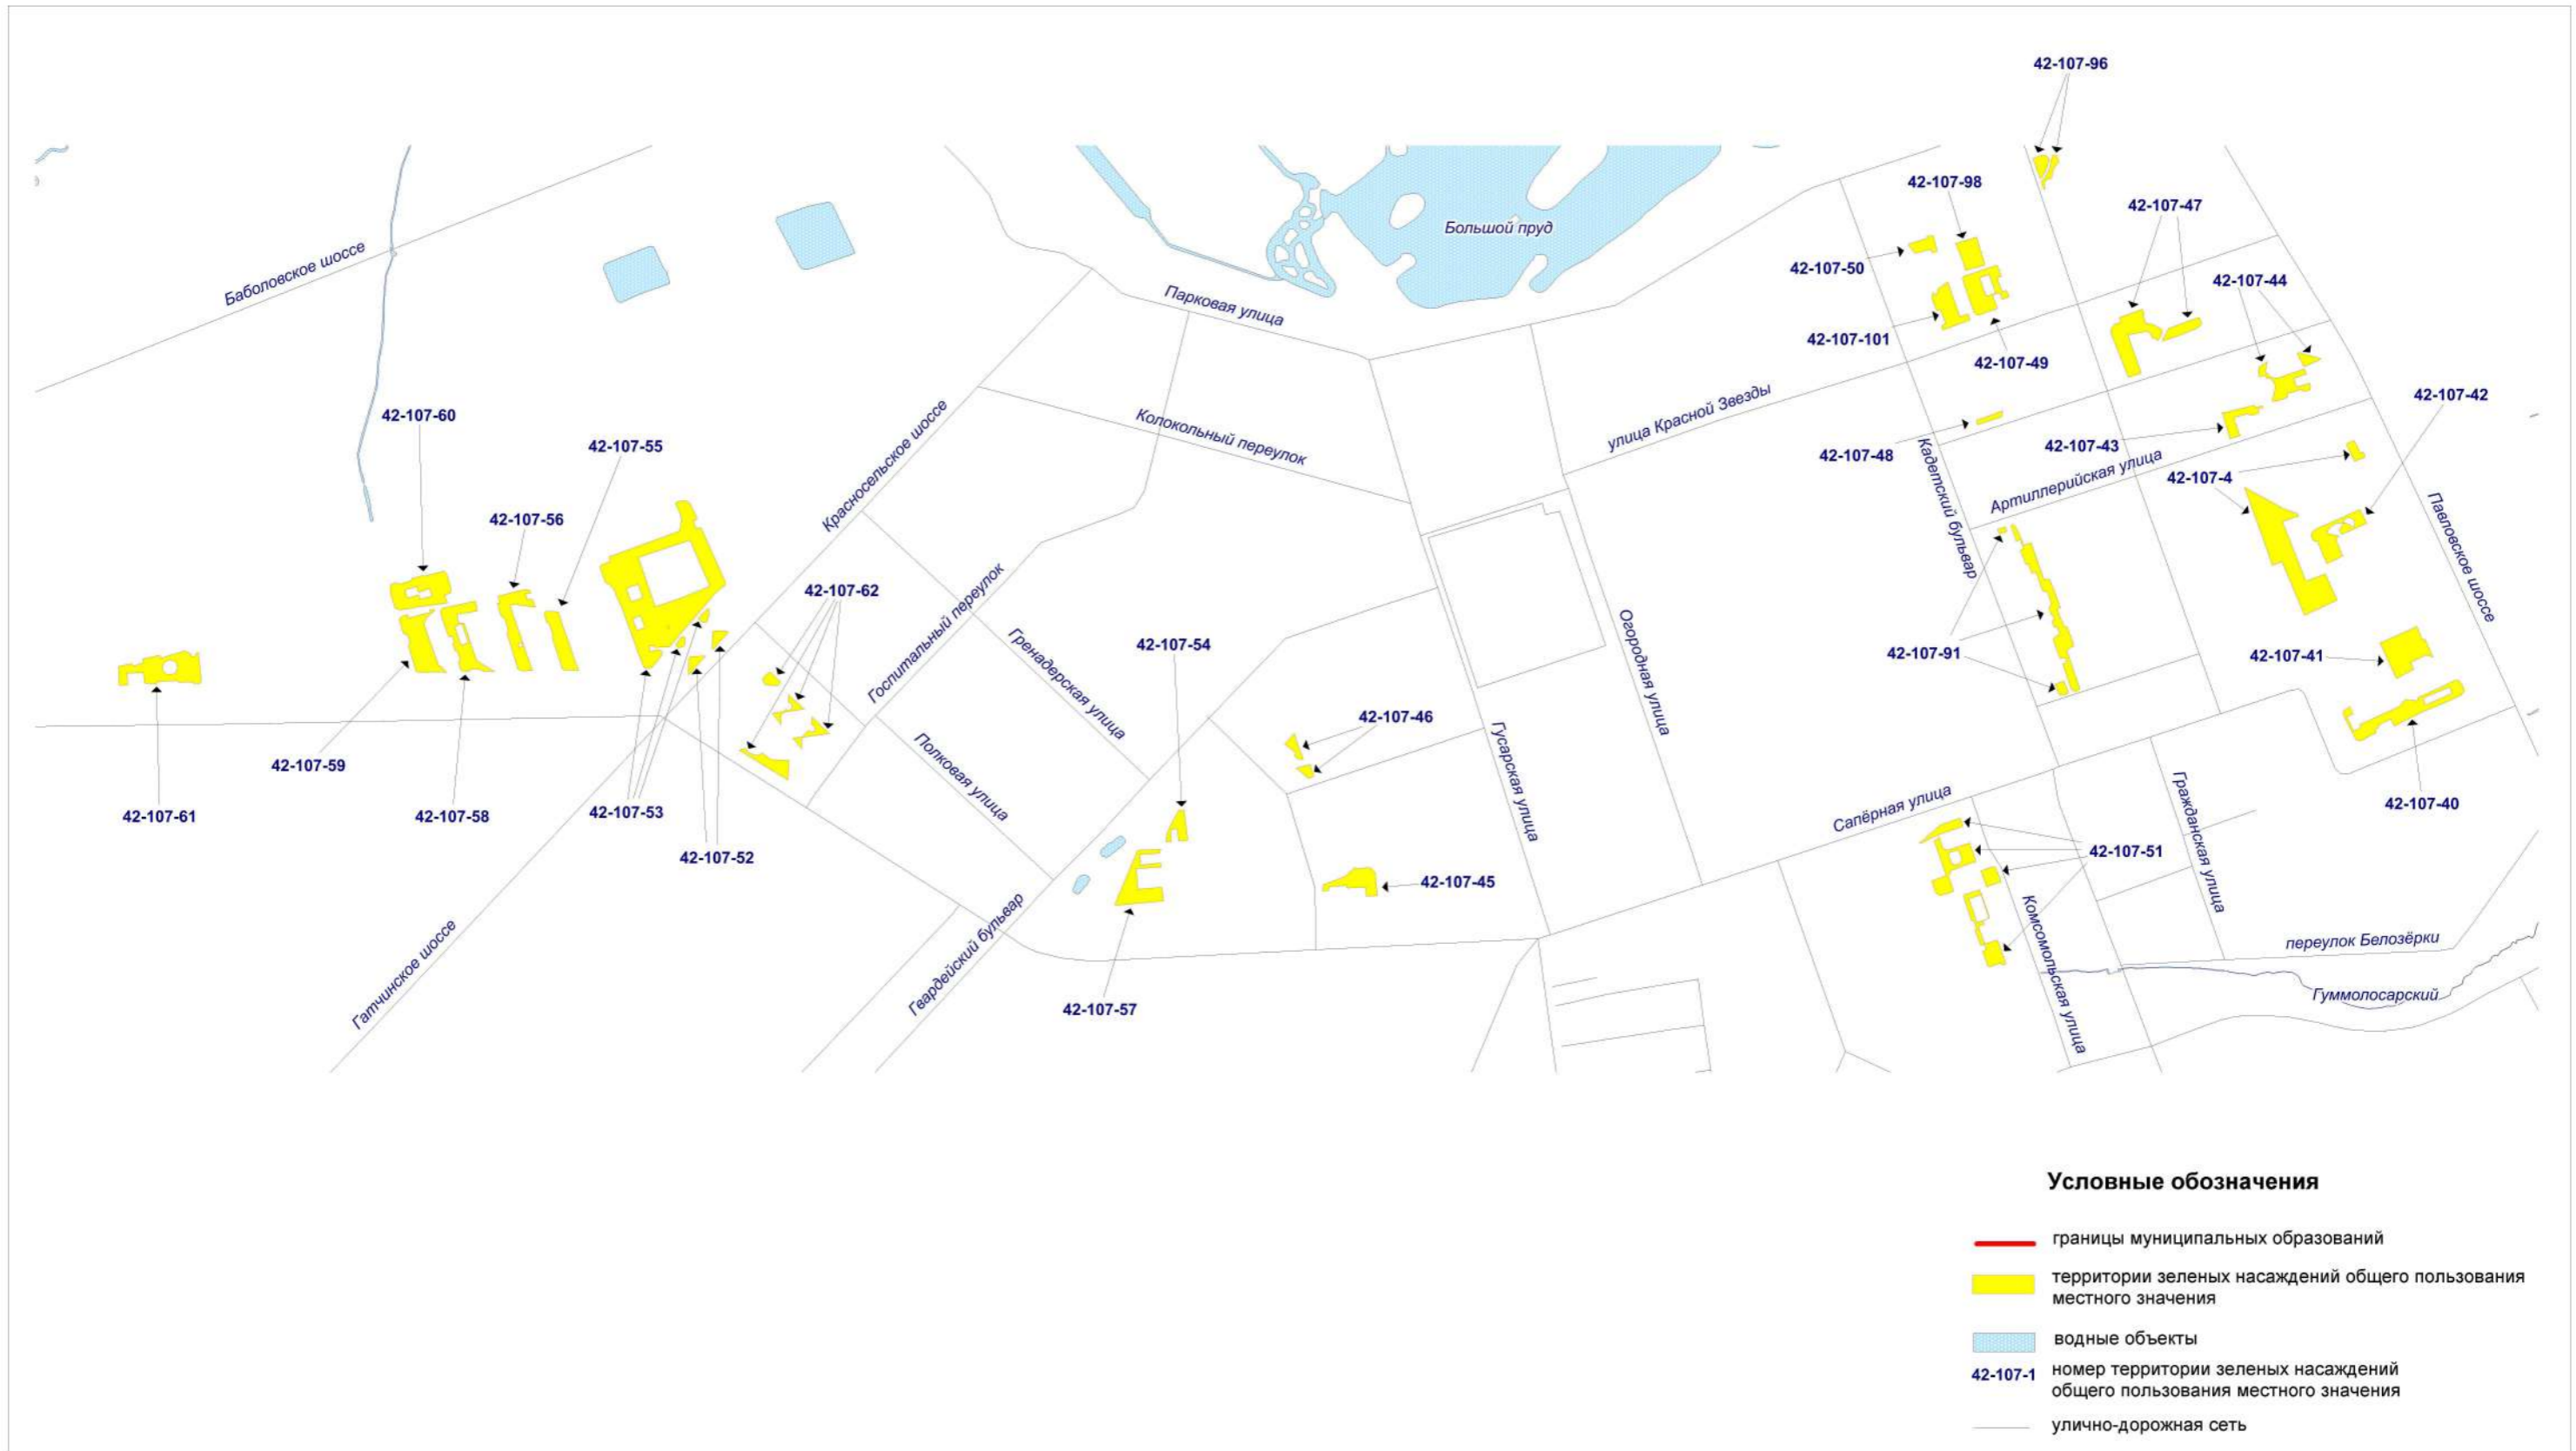 42-107-96
42-107-98
42-107-47
Большой пруд
42-107-50
Баболовское шоссе
42-107-44
Парковая улица
42-107-101
42-107-49
42-107-42
улица Красной Звезды
42-107-60
Колокольный переулок
Красносельское шоссе
42-107-55
42-107-43
42-107-48
Артиллерийская улица
42-107-4
Кадетский бульвар
42-107-56
Павловское шоссе
42-107-62
Госпитальный переулок
Гренадерская улица
42-107-54
Огородная улица
42-107-91
42-107-41
42-107-46
42-107-59
Полковая улица
Гусарская улица
42-107-61
42-107-58
42-107-53
Сапёрная улица
Гражданская улица
42-107-40
42-107-52
42-107-51
42-107-45
Гатчинское шоссе
Гвардейский бульвар
Комсомольская улица
переулок Белозёрки
42-107-57
Гуммолосарский
Условные обозначения
границы муниципальных образований
территории зеленых насаждений общего пользования
местного значения
водные объекты
42-107-1
номер территории зеленых насаждений
общего пользования местного значения
улично-дорожная сеть